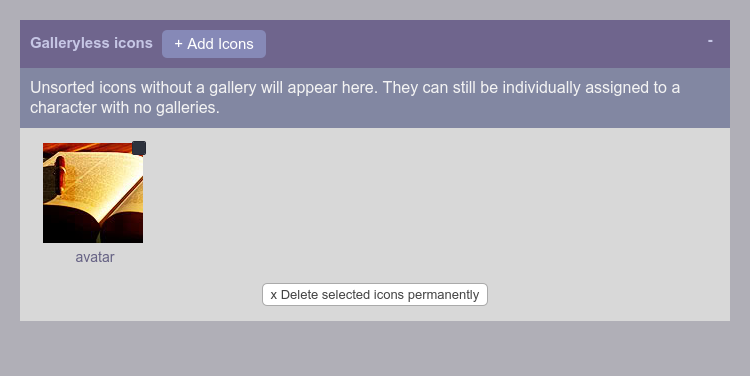 Galleryless icons + Add Icons -
Unsorted icons without a gallery will appear here. They can still be individually assigned to a
character with no galleries.
avatar
x Delete selected icons permanently